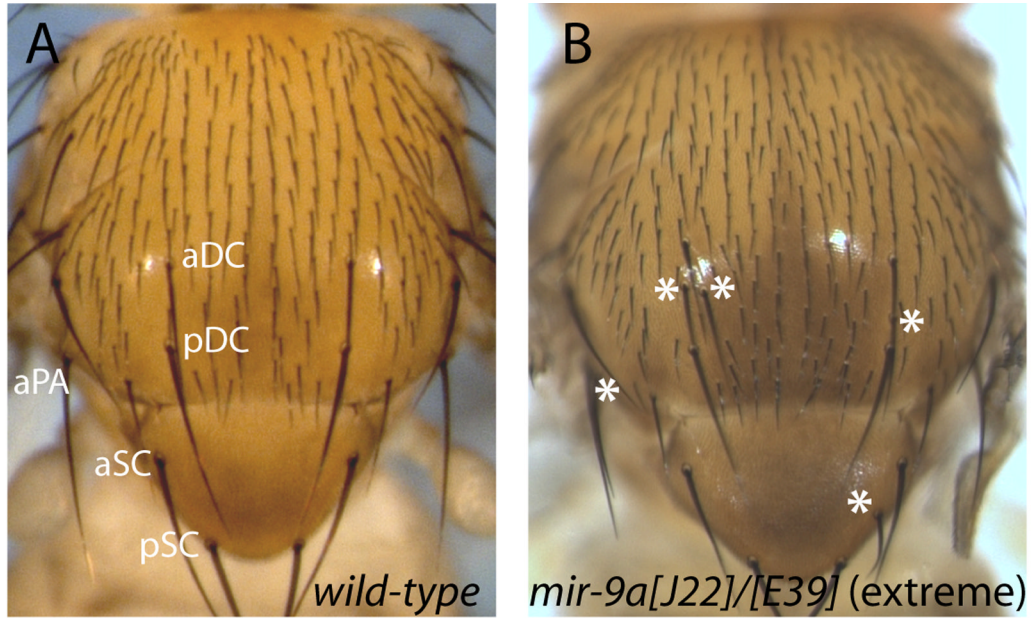 A
aDC
pDC
aPA
aSC
pSC
wild-type
B
*
*
*
*
*
mir-9a[J22]/[E39] (extreme)